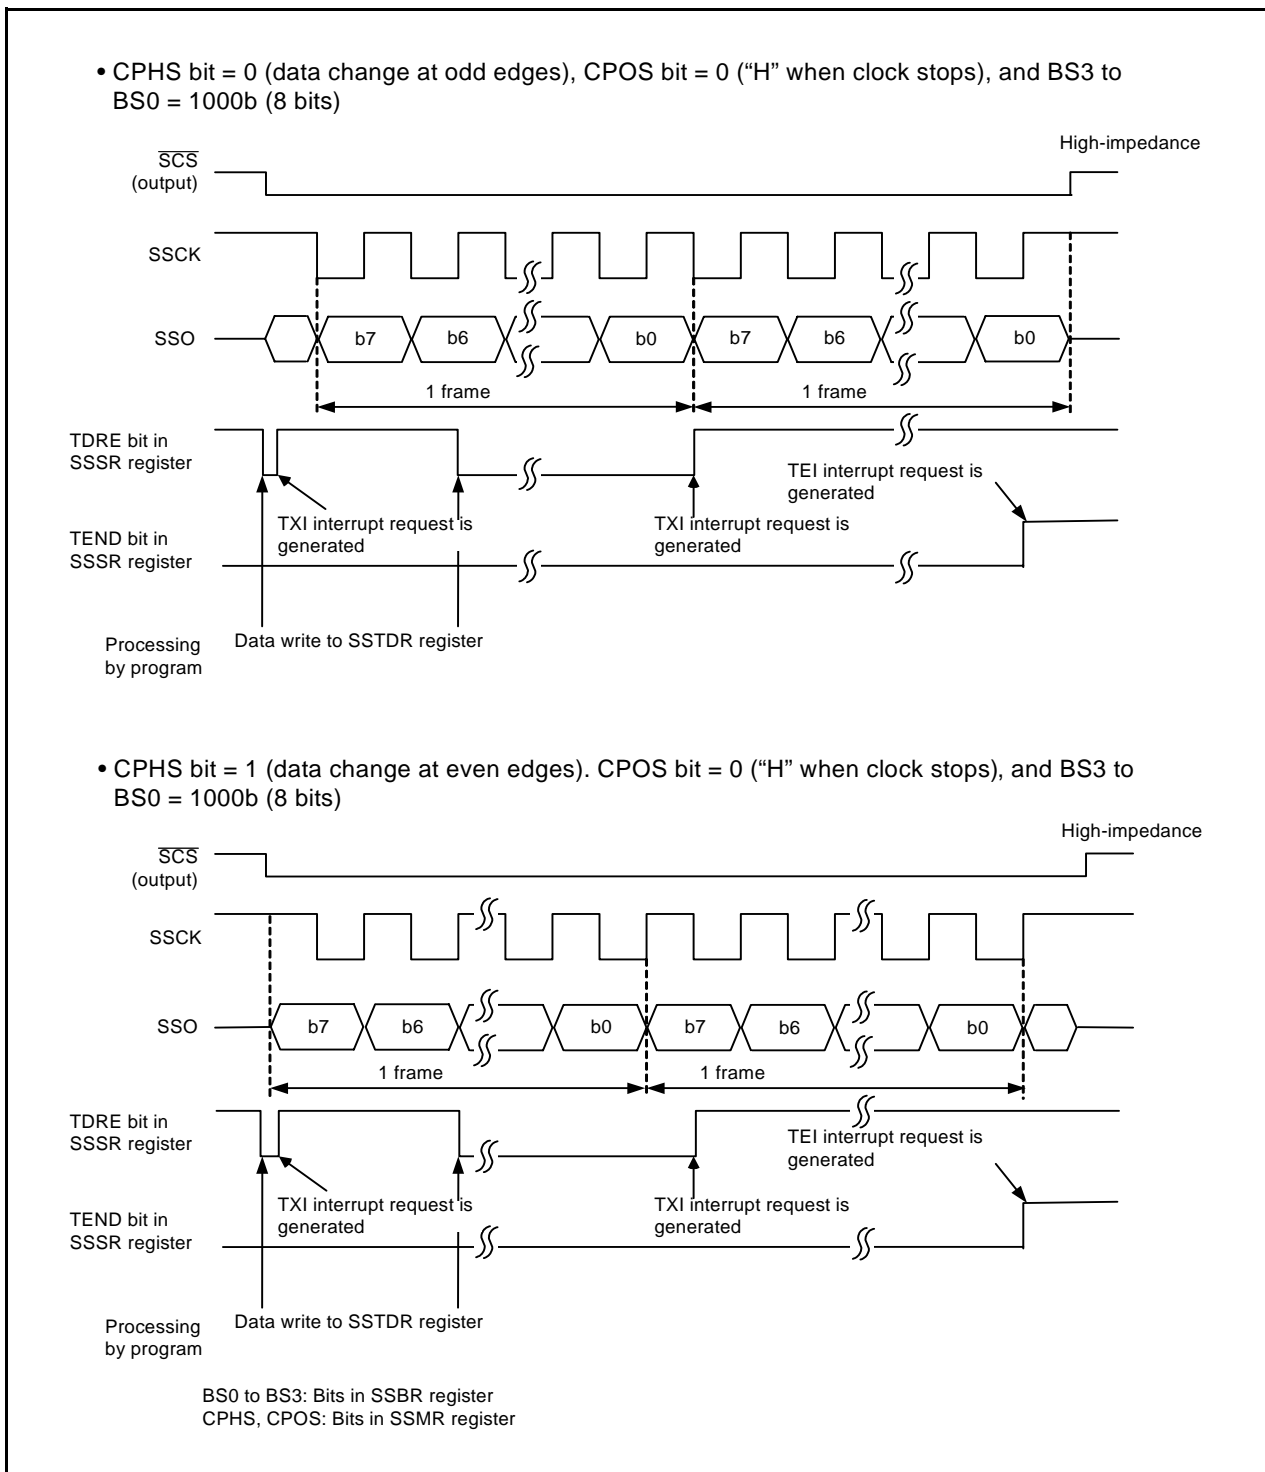 • CPHS bit = 0 (data change at odd edges), CPOS bit = 0 (“H” when clock stops), and BS3 to
BS0 = 1000b (8 bits)
High-impedance
SCS
(output)
SSCK
SSO
b7
b6
b0
b7
b6
b0
1 frame
1 frame
TDRE bit in
SSSR register
TEI interrupt request is
generated
TXI interrupt request is
generated
TXI interrupt request is
generated
TEND bit in
SSSR register
Processing
by program
Data write to SSTDR register
• CPHS bit = 1 (data change at even edges). CPOS bit = 0 (“H” when clock stops), and BS3 to
BS0 = 1000b (8 bits)
High-impedance
SCS
(output)
SSCK
SSO
b7
b6
b0
b7
b6
b0
1 frame
1 frame
TDRE bit in
SSSR register
TEI interrupt request is
generated
TXI interrupt request is
generated
TXI interrupt request is
generated
TEND bit in
SSSR register
Processing
by program
Data write to SSTDR register
BS0 to BS3: Bits in SSBR register
CPHS, CPOS: Bits in SSMR register